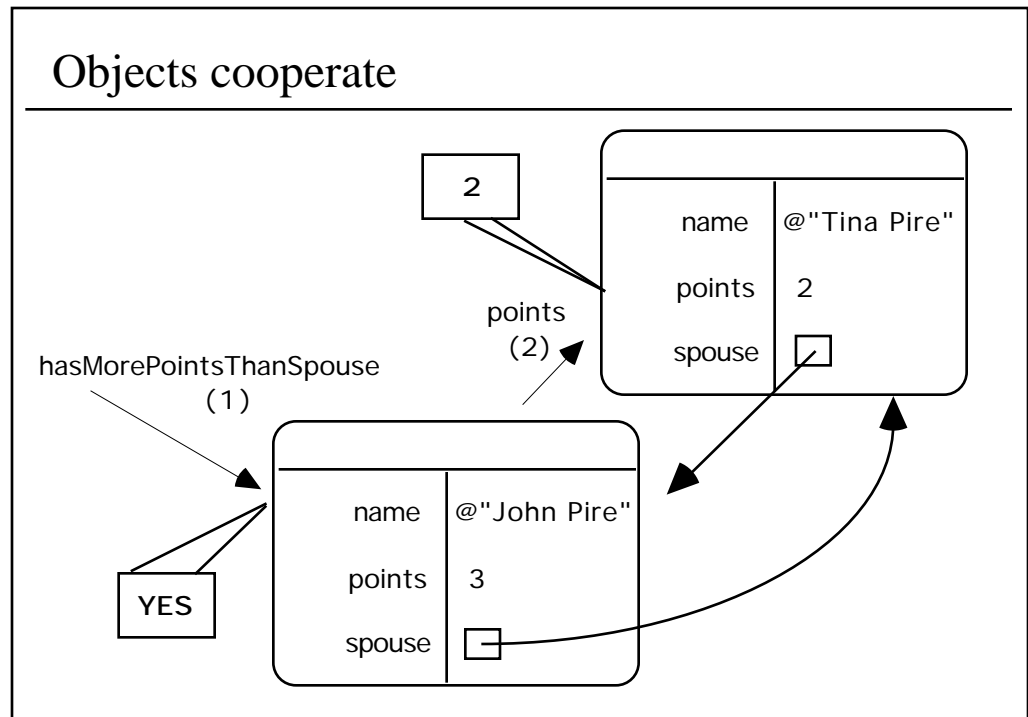 Objects cooperate
2
name @"Tina Pire"
points 2
spouse
points
(2)
hasMorePointsThanSpouse
(1)
name @"John Pire"
points 3
spouse
YES